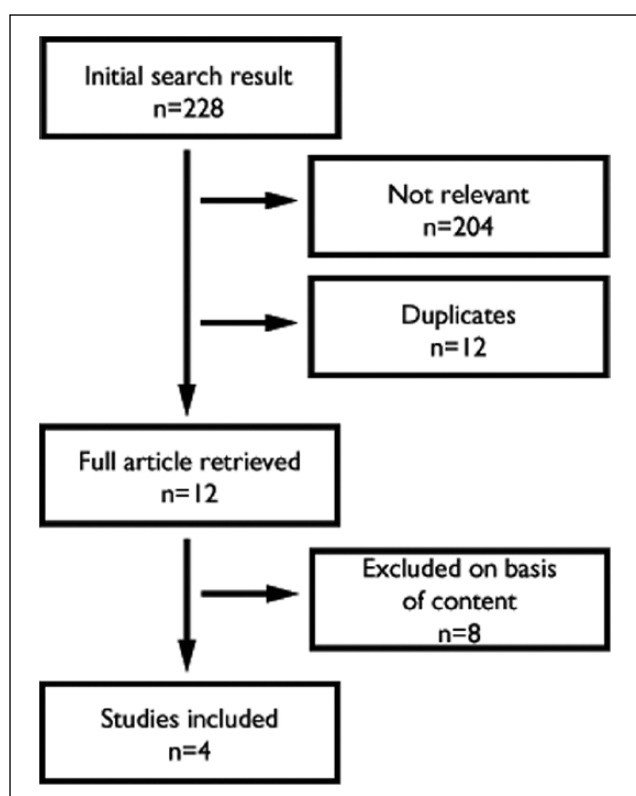 Initial search result
n=228
Not relevant
n=204
Duplicates
n=12
Full article retrieved
n=12
Excluded on basis
of content
n=8
Studies included
n=4